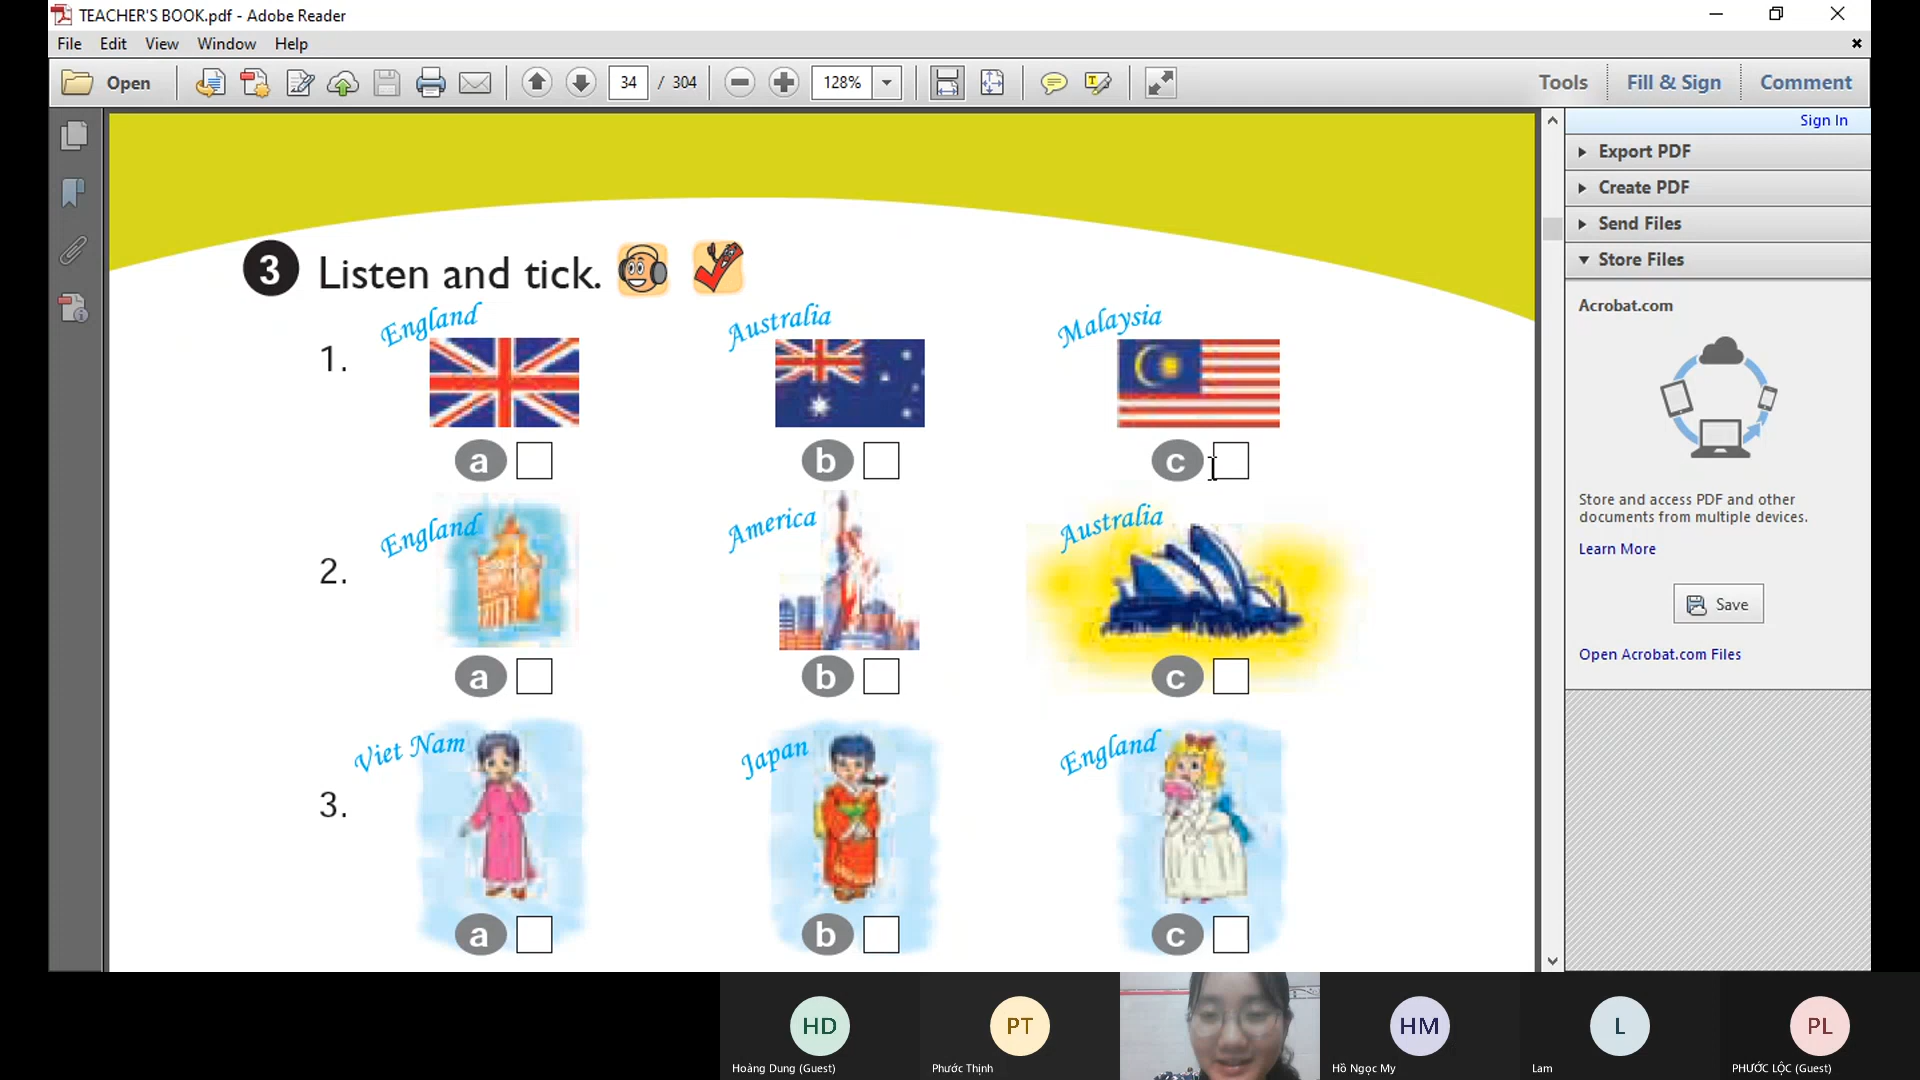 TEACHER'S BOOK.pdf - Adobe Reader
File Edit View Window Help
Open 34 / 304 128% Tools Fill & Sign Comment
Sign In
Export PDF
Create PDF
Send Files
Store Files
Acrobat.com
Store and access PDF and other
documents from multiple devices.
Learn More
Save
Open Acrobat.com Files
3 Listen and tick.
England Australia Malaysia
1.
a b c
England America Australia
2.
a b c
Viet Nam Japan England
3.
a b c
HD PT HM L PL
Hoàng Dung (Guest) Phước Thịnh Hồ Ngọc My Lam PHƯỚC LỘC (Guest)